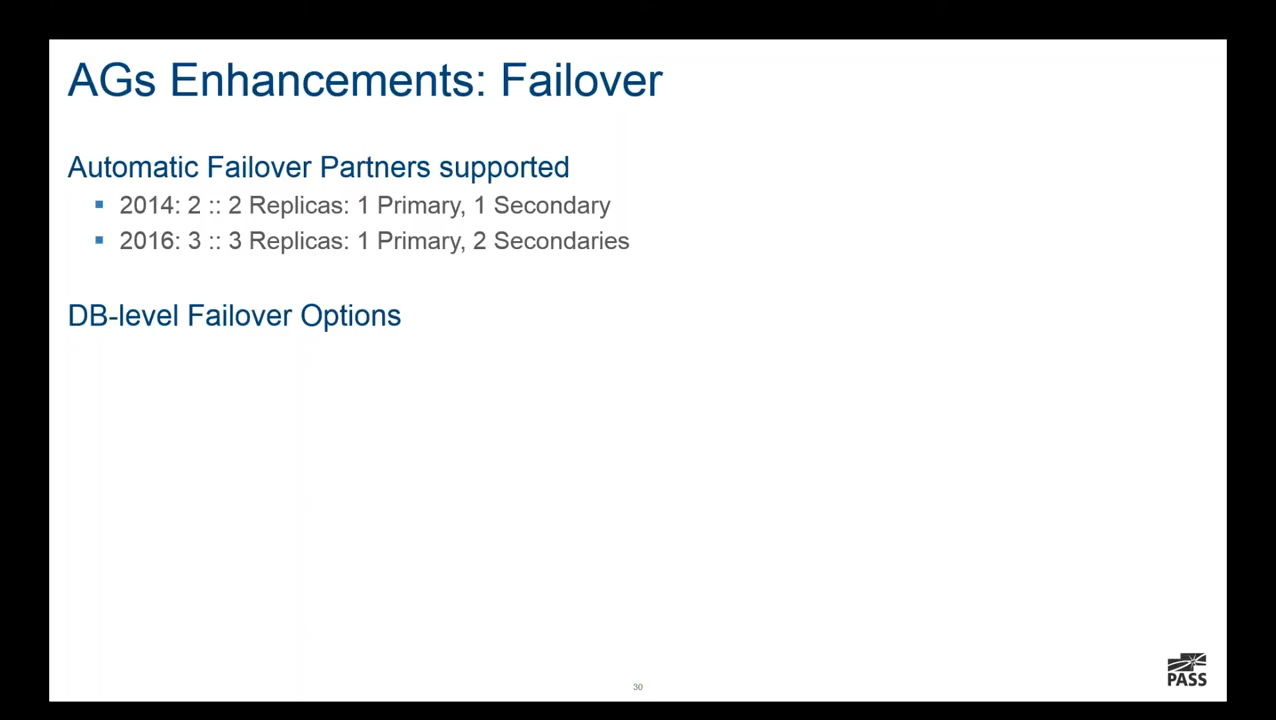 AGs Enhancements: Failover
Automatic Failover Partners supported
▪ 2014: 2 :: 2 Replicas: 1 Primary, 1 Secondary
▪ 2016: 3 :: 3 Replicas: 1 Primary, 2 Secondaries
DB-level Failover Options
30
PASS